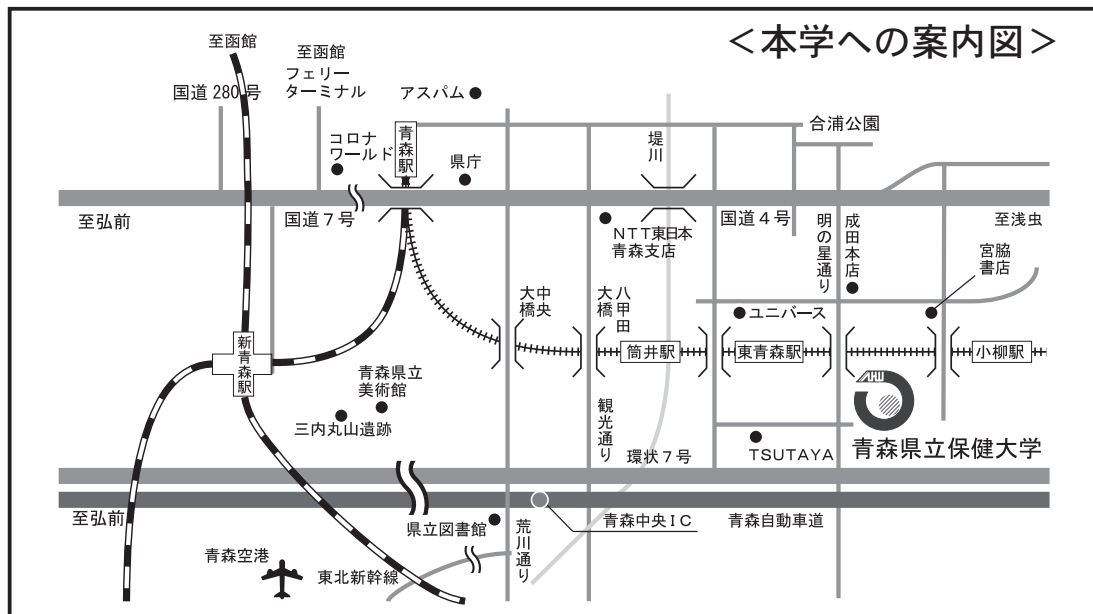 ＜本学への案内図＞
至函館
至函館
フェリー
ターミナル
国道280号
アスパム
コロナ
ワールド
青森駅
県庁
堤川
合浦公園
至弘前
国道７号
国道４号
至浅虫
NTT東日本
青森支店
明の星通り
成田本店
宮脇
書店
中央
大橋
八甲田
大橋
ユニバース
新青森駅
筒井駅
東青森駅
小柳駅
青森県立
美術館
三内丸山遺跡
AHU
観光通り
環状７号
TSUTAYA
青森県立保健大学
至弘前
県立図書館
荒川通り
青森中央ＩＣ
青森自動車道
青森空港
東北新幹線